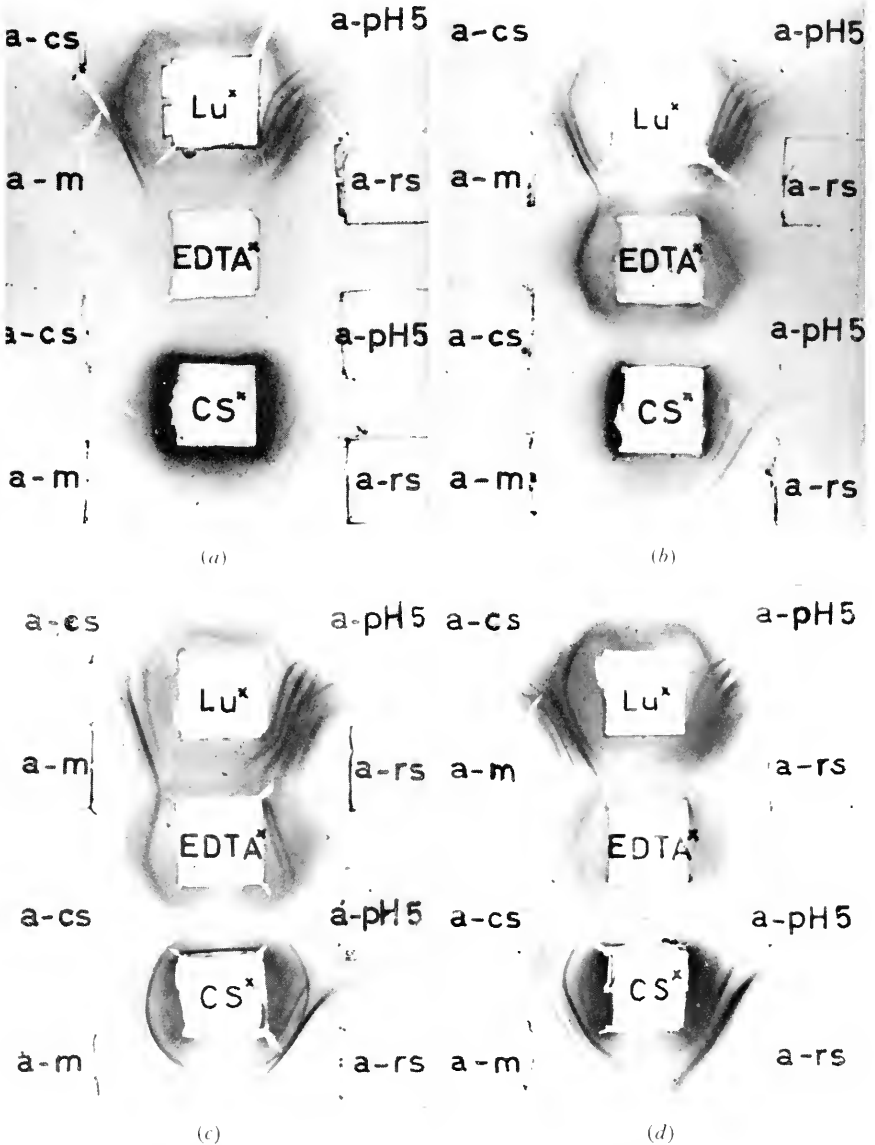 a-cs a-pH5 a-cs a-pH5
Lu× Lu×
a-m a-rs a-m a-rs
EDTA× EDTA×
a-cs a-pH5 a-cs a-pH5
CS× CS×
a-m a-rs a-m a-rs
(a) (b)
a-cs a-pH5 a-cs a-pH5
Lu× Lu×
a-m a-rs a-m a-rs
EDTA× EDTA×
a-cs a-pH5 a-cs a-pH5
CS× CS×
a-m a-rs a-m a-rs
(c) (d)